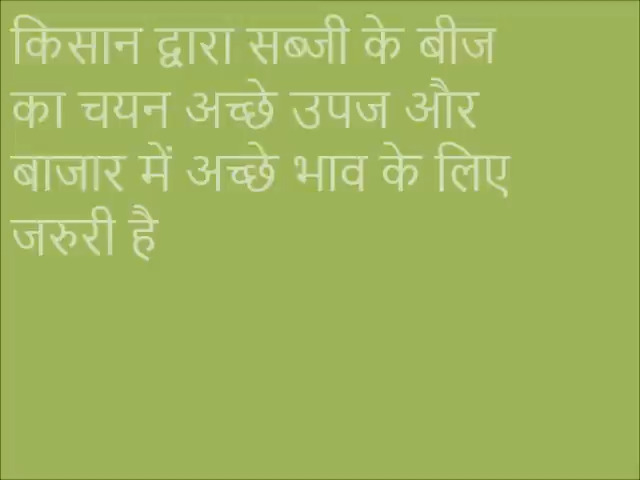 किसान द्वारा सब्जी के बीज
का चयन अच्छे उपज और
बाजार में अच्छे भाव के लिए
जरुरी है